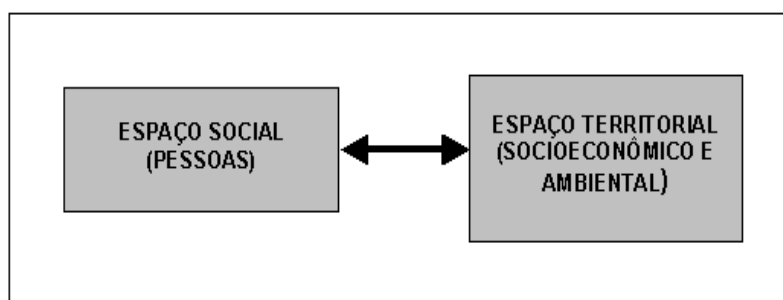 ESPAÇO SOCIAL
(PESSOAS)
ESPAÇO TERRITORIAL
(SOCIOECONÔMICO E
AMBIENTAL)